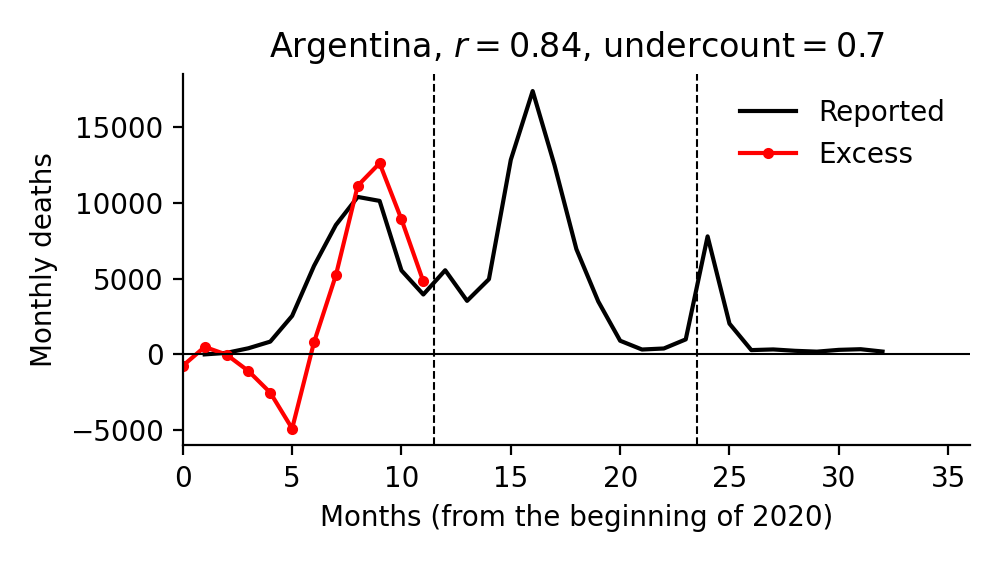 Argentina, r = 0.84, undercount = 0.7
Reported
Excess
Monthly deaths
15000
10000
5000
0
−5000
0 5 10 15 20 25 30 35
Months (from the beginning of 2020)